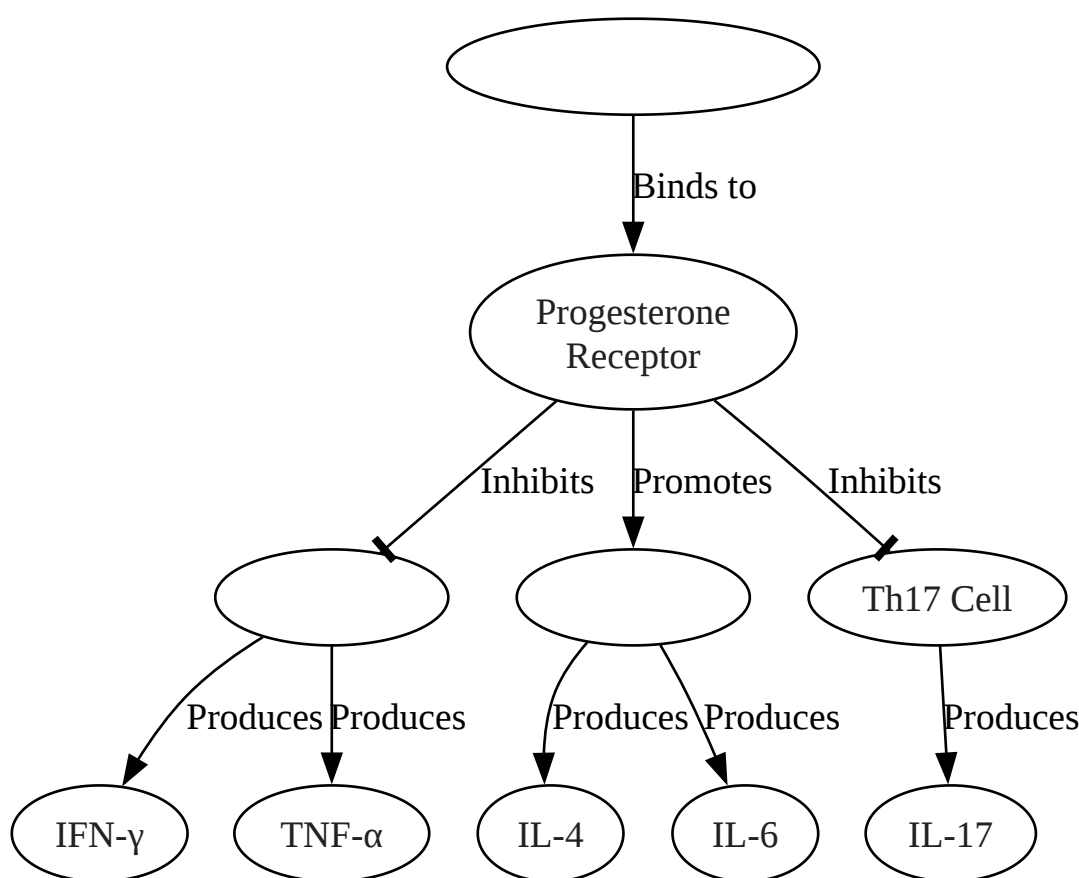 Binds to
Progesterone
Receptor
Inhibits
Promotes
Inhibits
Th17 Cell
Produces
Produces
Produces
Produces
Produces
IFN-γ
TNF-α
IL-4
IL-6
IL-17